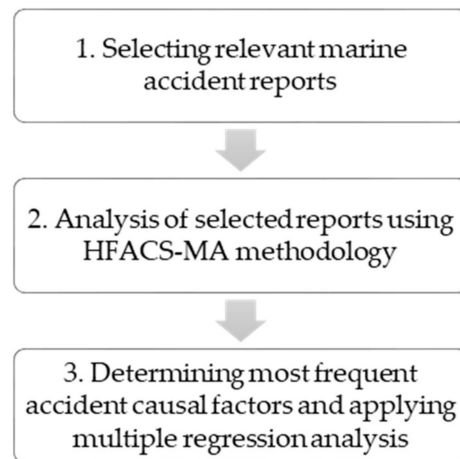 1. Selecting relevant marine
accident reports
2. Analysis of selected reports using
HFACS-MA methodology
3. Determining most frequent
accident causal factors and applying
multiple regression analysis